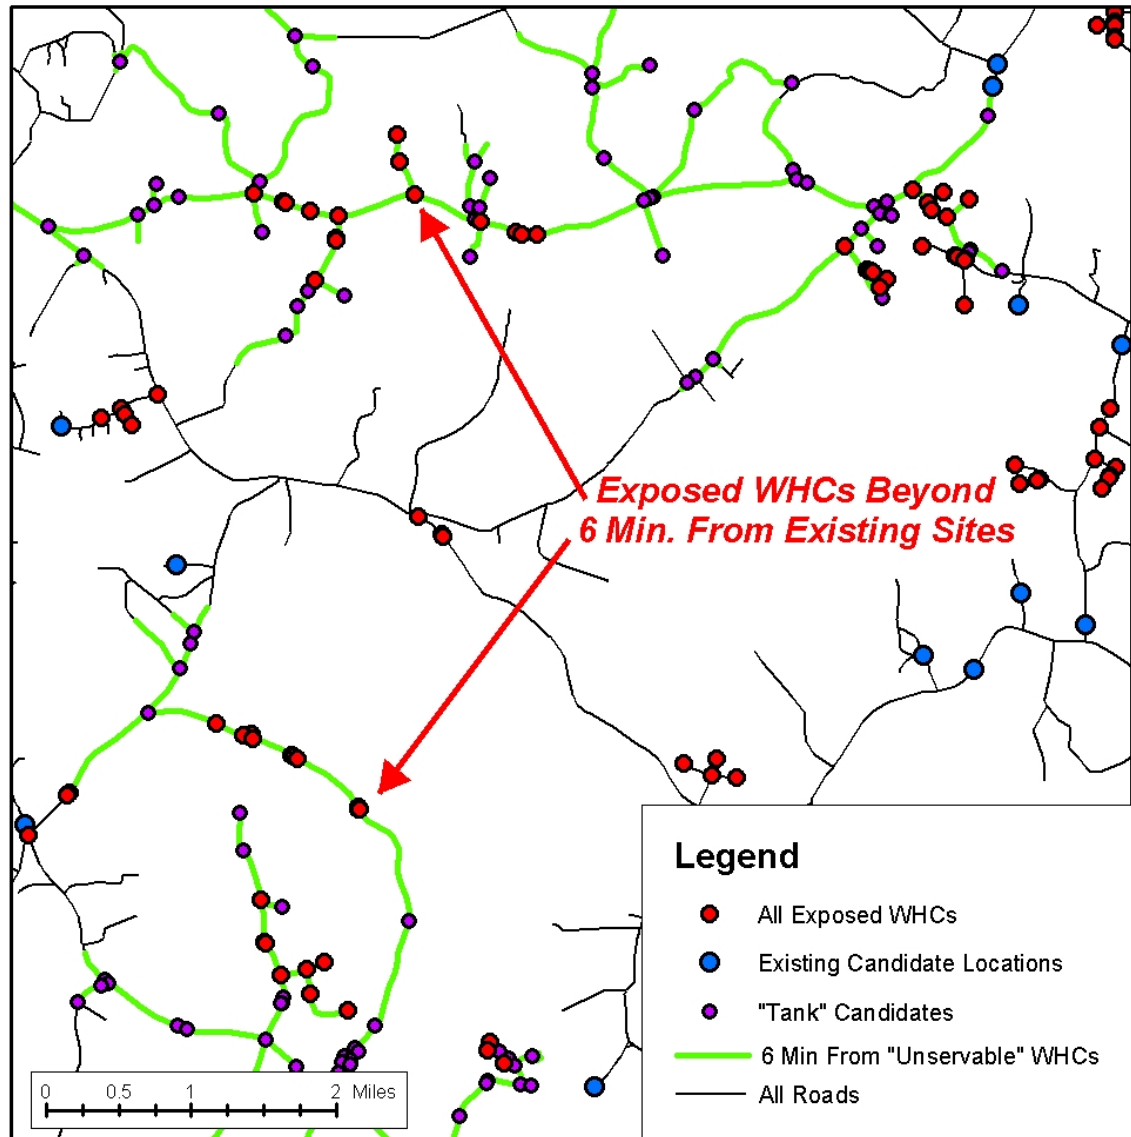 Exposed WHCs Beyond
6 Min. From Existing Sites
Legend
All Exposed WHCs
Existing Candidate Locations
"Tank" Candidates
6 Min From "Unservable" WHCs
All Roads
0 0.5 1 2 Miles